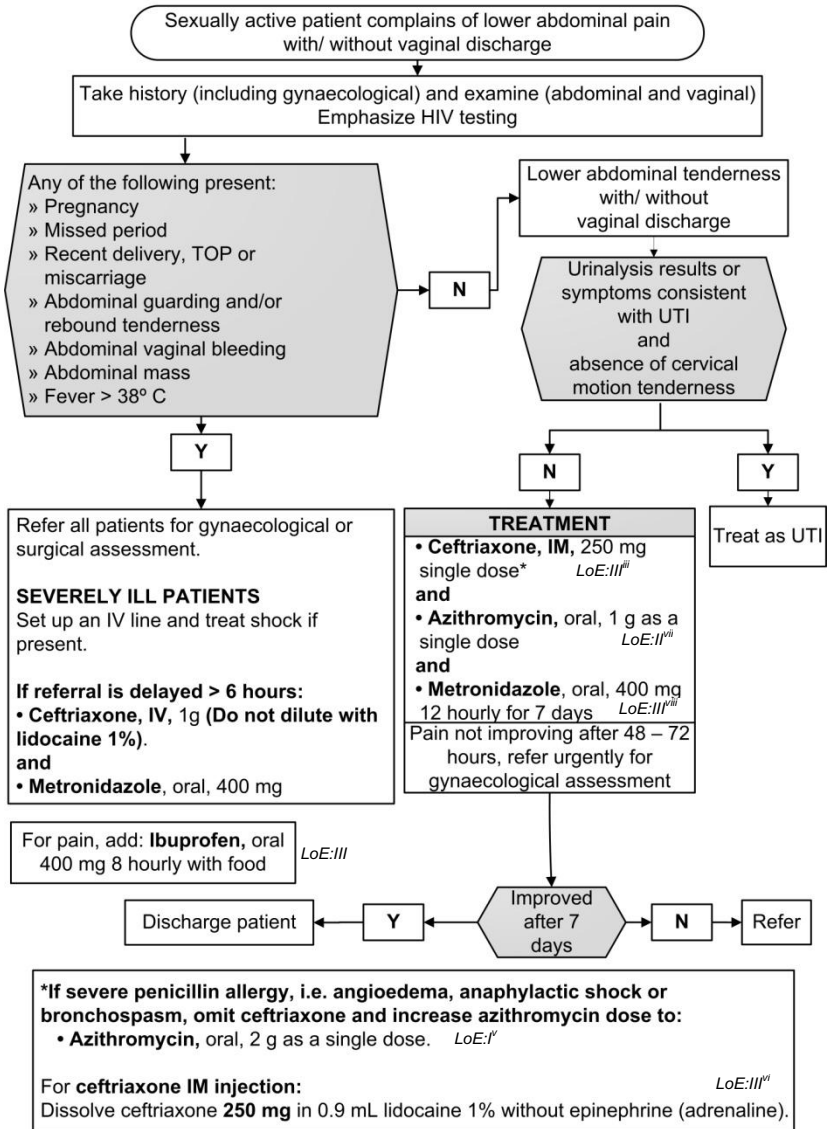 Sexually active patient complains of lower abdominal pain
with/ without vaginal discharge
Take history (including gynaecological) and examine (abdominal and vaginal)
Emphasize HIV testing
Any of the following present:
» Pregnancy
» Missed period
» Recent delivery, TOP or
miscarriage
» Abdominal guarding and/or
rebound tenderness
» Abdominal vaginal bleeding
» Abdominal mass
» Fever > 38º C
N
Lower abdominal tenderness
with/ without
vaginal discharge
Urinalysis results or
symptoms consistent
with UTI
and
absence of cervical
motion tenderness
Y
N
Y
Refer all patients for gynaecological or
surgical assessment.
SEVERELY ILL PATIENTS
Set up an IV line and treat shock if
present.
If referral is delayed > 6 hours:
• Ceftriaxone, IV, 1g (Do not dilute with
lidocaine 1%).
and
• Metronidazole, oral, 400 mg
TREATMENT
• Ceftriaxone, IM, 250 mg
single dose* LoE:III^iii
and
• Azithromycin, oral, 1 g as a
single dose LoE:II^vii
and
• Metronidazole, oral, 400 mg
12 hourly for 7 days LoE:III^viii
Pain not improving after 48 – 72
hours, refer urgently for
gynaecological assessment
Treat as UTI
For pain, add: Ibuprofen, oral
400 mg 8 hourly with food LoE:III
Discharge patient
Y
Improved
after 7
days
N
Refer
*If severe penicillin allergy, i.e. angioedema, anaphylactic shock or
bronchospasm, omit ceftriaxone and increase azithromycin dose to:
• Azithromycin, oral, 2 g as a single dose. LoE:I^v
For ceftriaxone IM injection: LoE:III^vi
Dissolve ceftriaxone 250 mg in 0.9 mL lidocaine 1% without epinephrine (adrenaline).